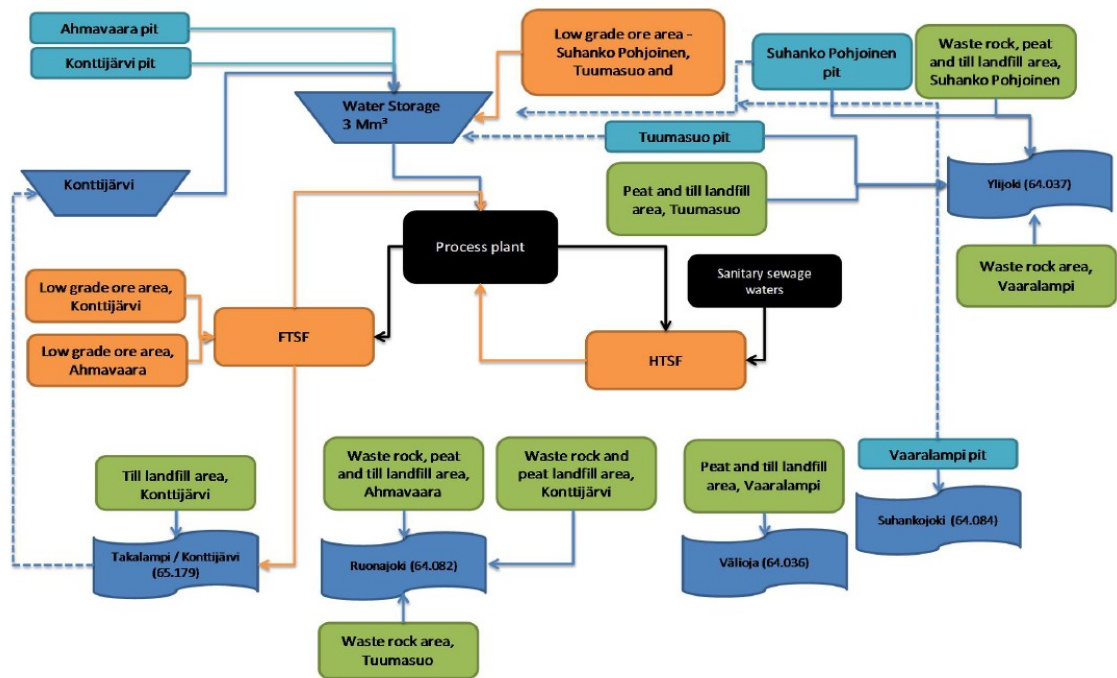 Ahmavaara pit
Konttijärvi pit
Low grade ore area -
Suhanko Pohjoinen,
Tuumasuo and
Suhanko Pohjoinen
pit
Waste rock, peat
and till landfill area,
Suhanko Pohjoinen
Water Storage
3 Mm³
Tuumasuo pit
Konttijärvi
Peat and till landfill
area, Tuumasuo
Ylijoki (64.037)
Process plant
Sanitary sewage
waters
Waste rock area,
Vaaralampi
Low grade ore area,
Konttijärvi
FTSF
Low grade ore area,
Ahmavaara
HTSF
Till landfill area,
Konttijärvi
Waste rock, peat
and till landfill area,
Ahmavaara
Waste rock and
peat landfill area,
Konttijärvi
Peat and till landfill
area, Vaaralampi
Vaaralampi pit
Suhankojoki (64.084)
Takalampi / Konttijärvi
(65.179)
Ruonajoki (64.082)
Välioja (64.036)
Waste rock area,
Tuumasuo